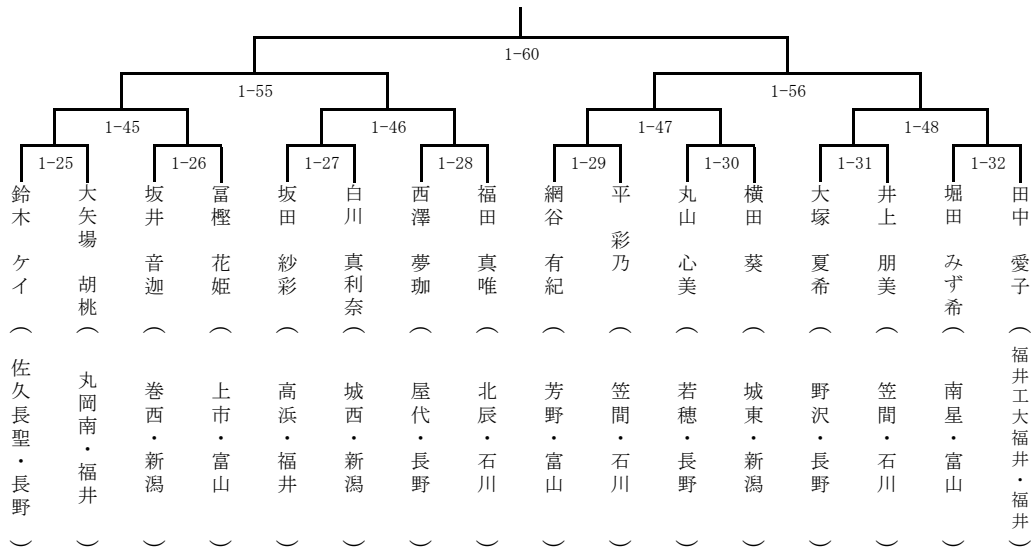 1-60
1-55
1-56
1-45
1-46
1-47
1-48
1-25
1-26
1-27
1-28
1-29
1-30
1-31
1-32
鈴木 ケイ (佐久長聖・長野)
大矢場 胡桃 (丸岡南・福井)
坂井 音迦 (巻西・新潟)
冨樫 花姫 (上市・富山)
坂田 紗彩 (高浜・福井)
白川 真利奈 (城西・新潟)
西澤 夢珈 (屋代・長野)
福田 真唯 (北辰・石川)
網谷 有紀 (芳野・富山)
平 彩乃 (笠間・石川)
丸山 心美 (若穂・長野)
横田 葵 (城東・新潟)
大塚 夏希 (野沢・長野)
井上 朋美 (笠間・石川)
堀田 みず希 (南星・富山)
田中 愛子 (福井工大福井・福井)